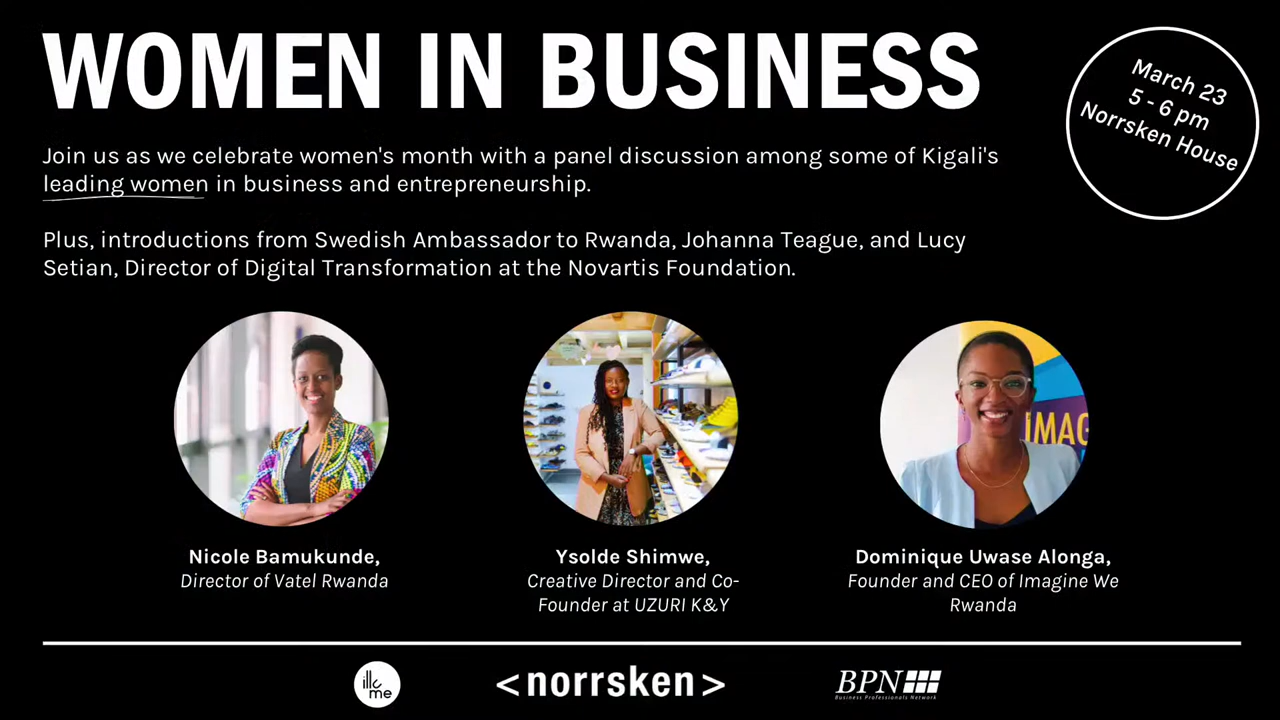 WOMEN IN BUSINESS
March 23
5 - 6 pm
Norrsken House
Join us as we celebrate women's month with a panel discussion among some of Kigali's
leading women in business and entrepreneurship.
Plus, introductions from Swedish Ambassador to Rwanda, Johanna Teague, and Lucy
Setian, Director of Digital Transformation at the Novartis Foundation.
IMAG
Nicole Bamukunde,
Director of Vatel Rwanda
Ysolde Shimwe,
Creative Director and Co-
Founder at UZURI K&Y
Dominique Uwase Alonga,
Founder and CEO of Imagine We
Rwanda
illc
me
<norrsken>
BPN
Business Professionals Network